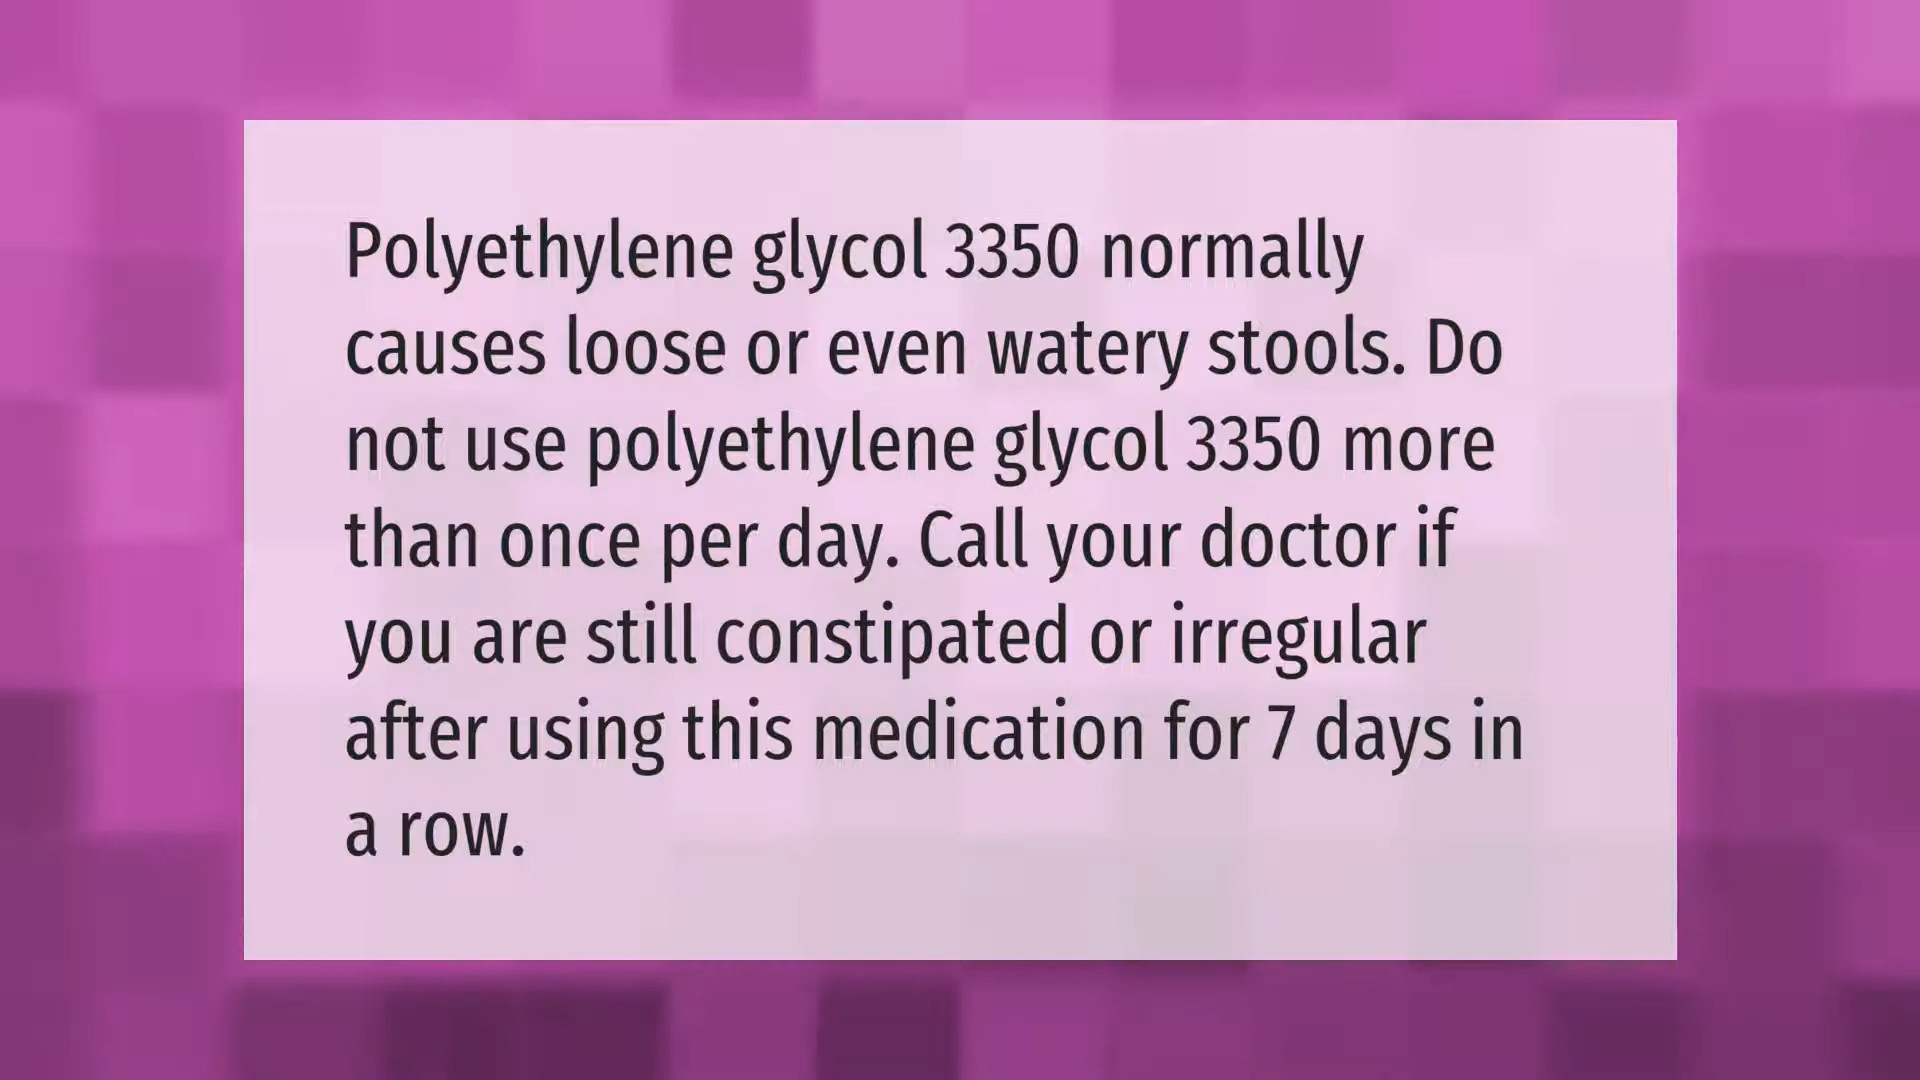 Polyethylene glycol 3350 normally
causes loose or even watery stools. Do
not use polyethylene glycol 3350 more
than once per day. Call your doctor if
you are still constipated or irregular
after using this medication for 7 days in
a row.